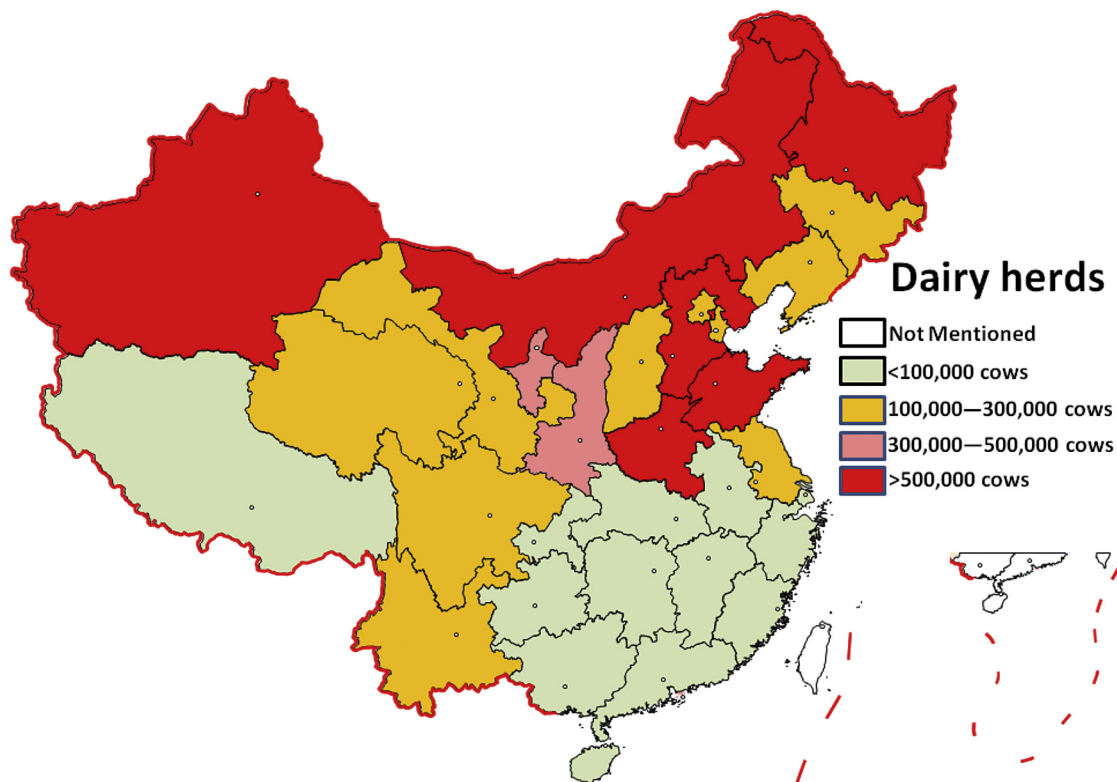 Dairy herds
Not Mentioned
<100,000 cows
100,000—300,000 cows
300,000—500,000 cows
>500,000 cows